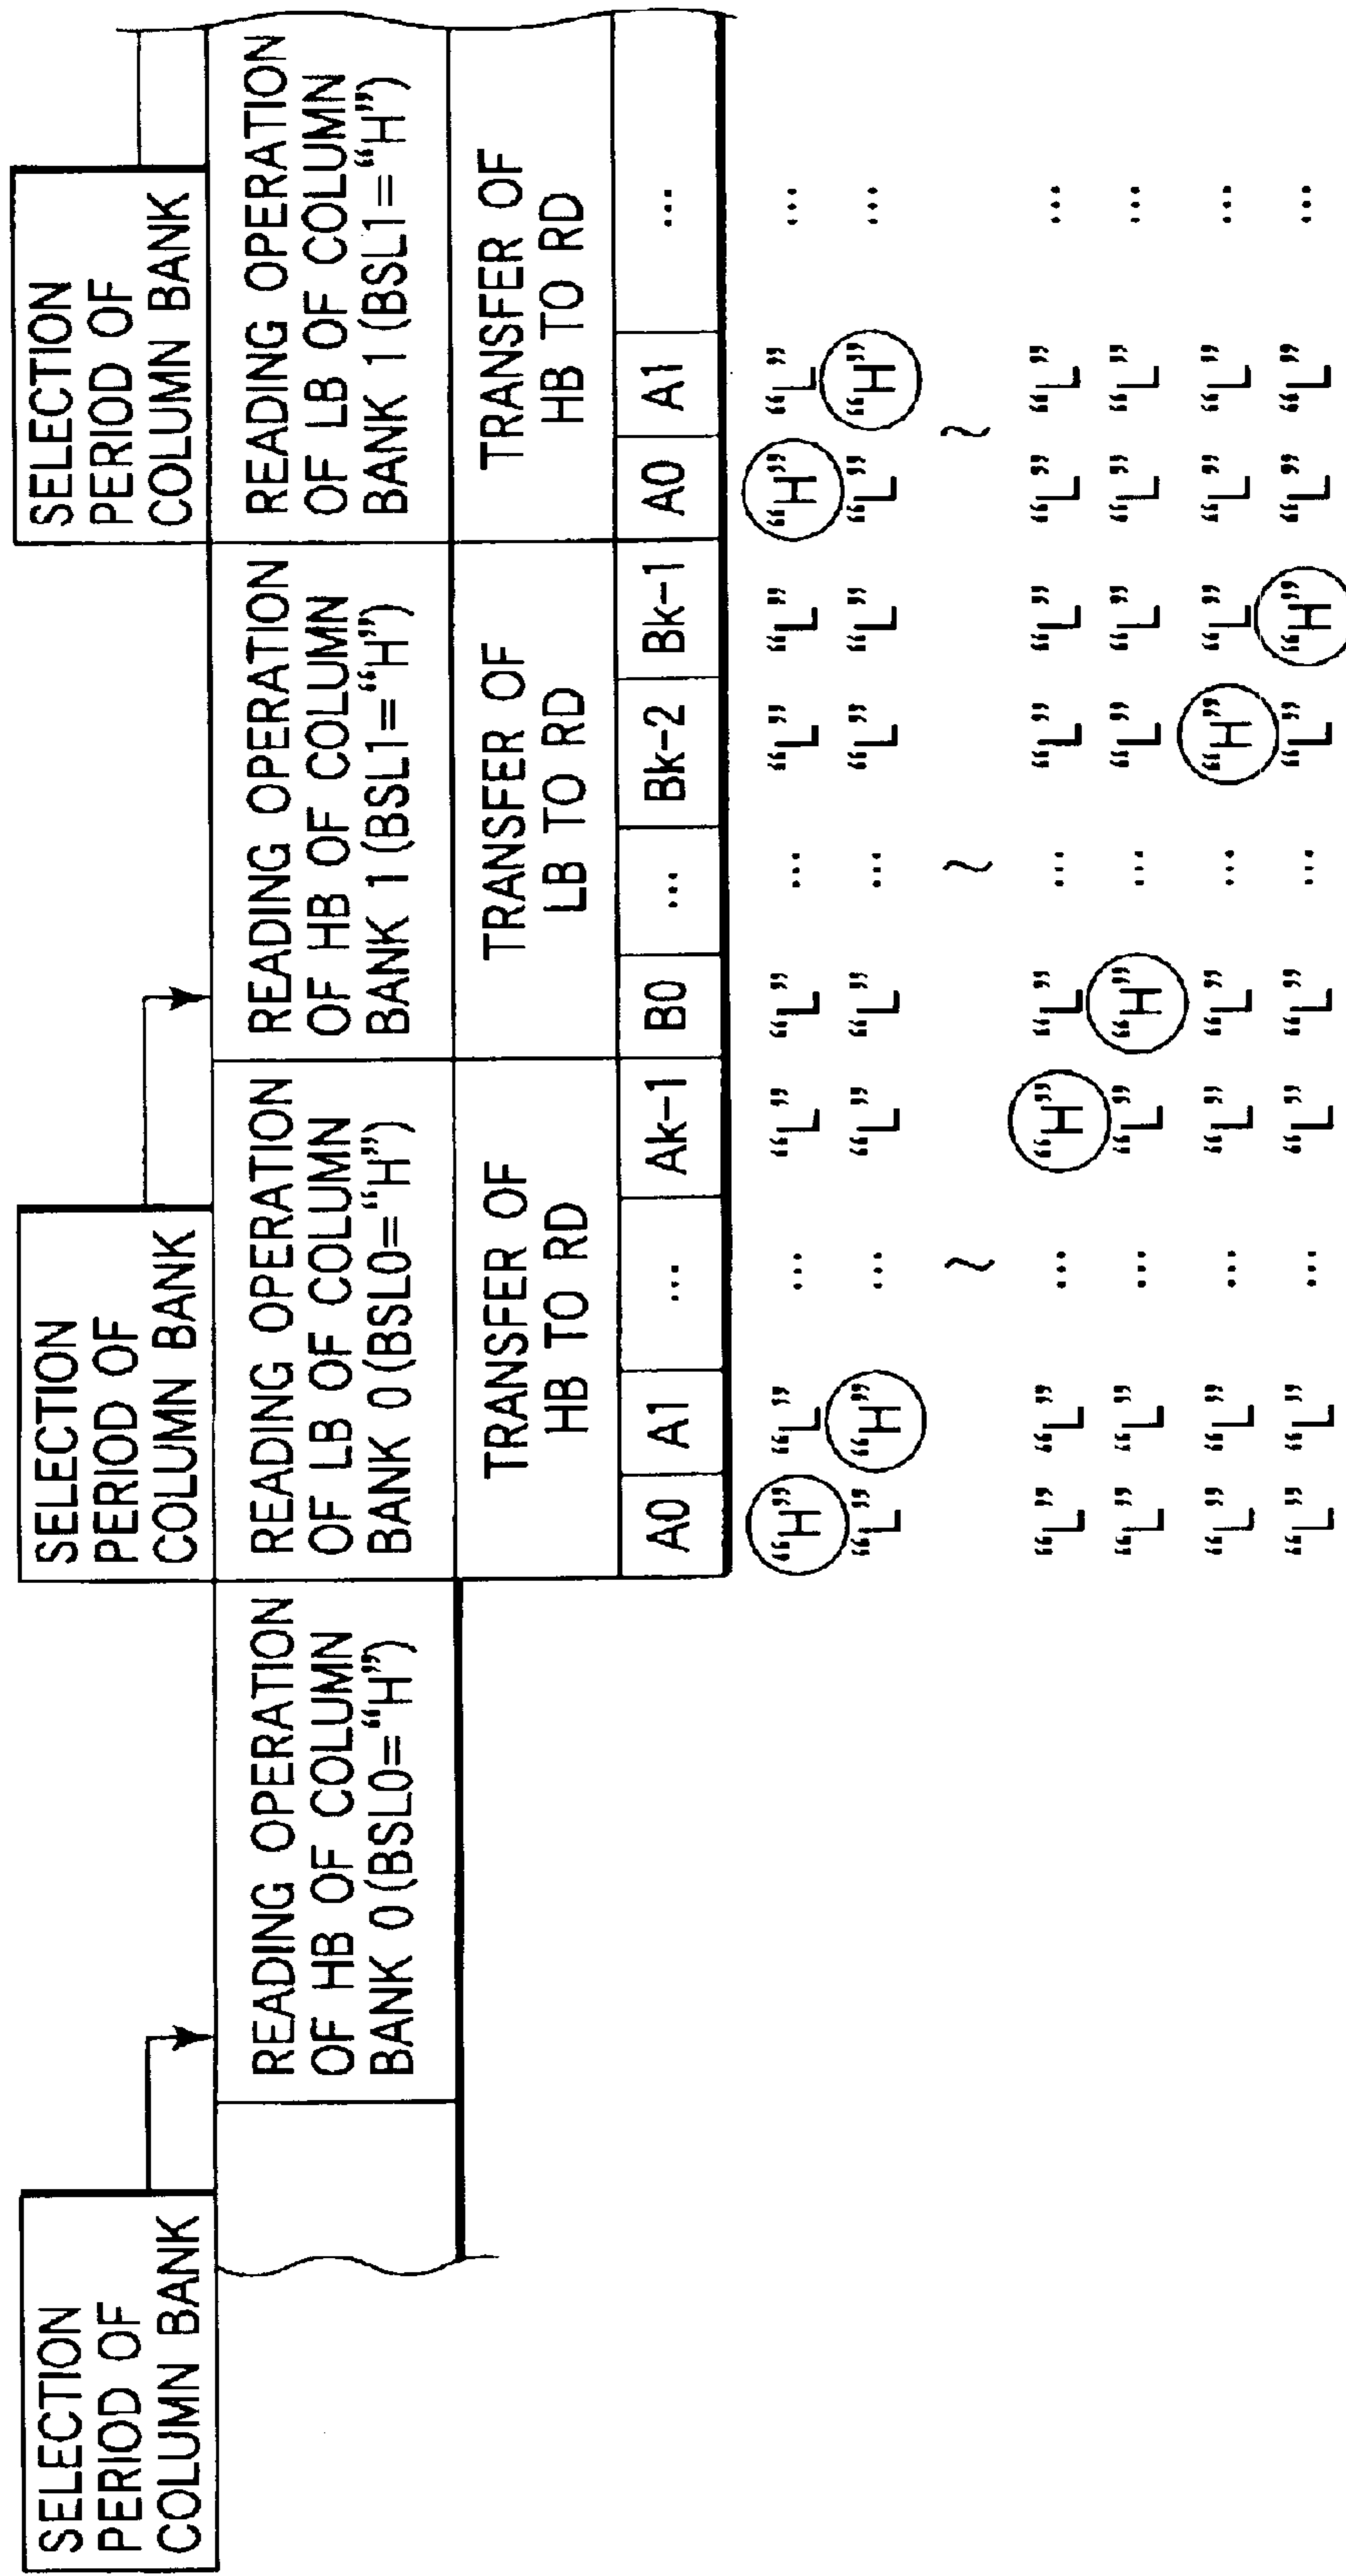 SELECTION
PERIOD OF
COLUMN BANK
SELECTION
PERIOD OF
COLUMN BANK
SELECTION
PERIOD OF
COLUMN BANK
READING OPERATION
OF HB OF COLUMN
BANK 0 (BSL0=“H”)
READING OPERATION
OF LB OF COLUMN
BANK 0 (BSL0=“H”)
READING OPERATION
OF HB OF COLUMN
BANK 1 (BSL1=“H”)
READING OPERATION
OF LB OF COLUMN
BANK 1 (BSL1=“H”)
TRANSFER OF
HB TO RD
TRANSFER OF
LB TO RD
TRANSFER OF
HB TO RD
A0 A1 ... Ak-1 B0 ... Bk-2 Bk-1 A0 A1 ...
“H” “L” ... “L” “L” ... “L” “L” “H” “L” ...
“L” “H” ... “L” “L” ... “L” “L” “L” “H” ...
~ ~ ~
“L” “L” ... “H” “L” ... “L” “L” “L” “L” ...
“L” “L” ... “L” “H” ... “L” “L” “L” “L” ...
“L” “L” ... “L” “L” ... “H” “L” “L” “L” ...
“L” “L” ... “L” “L” ... “L” “H” “L” “L” ...